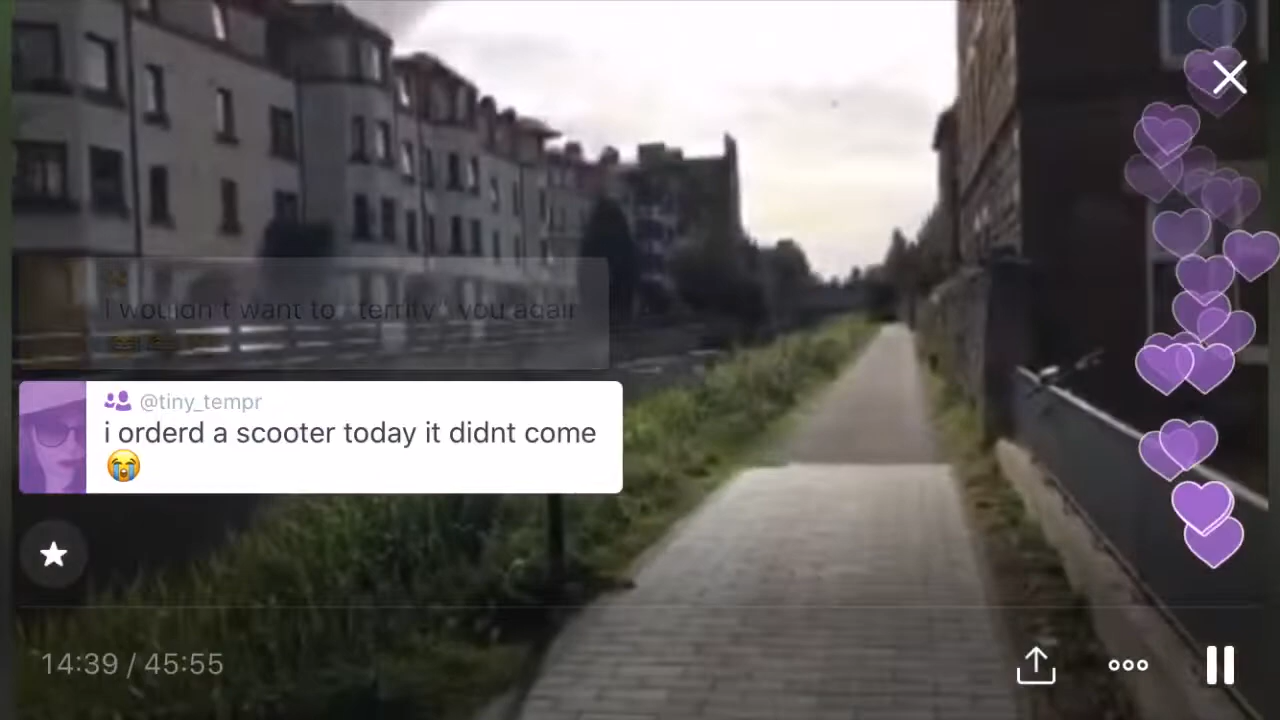 I wouldn't want to "terrify" you again
@tiny_tempr
i orderd a scooter today it didnt come
😭
14:39 / 45:55